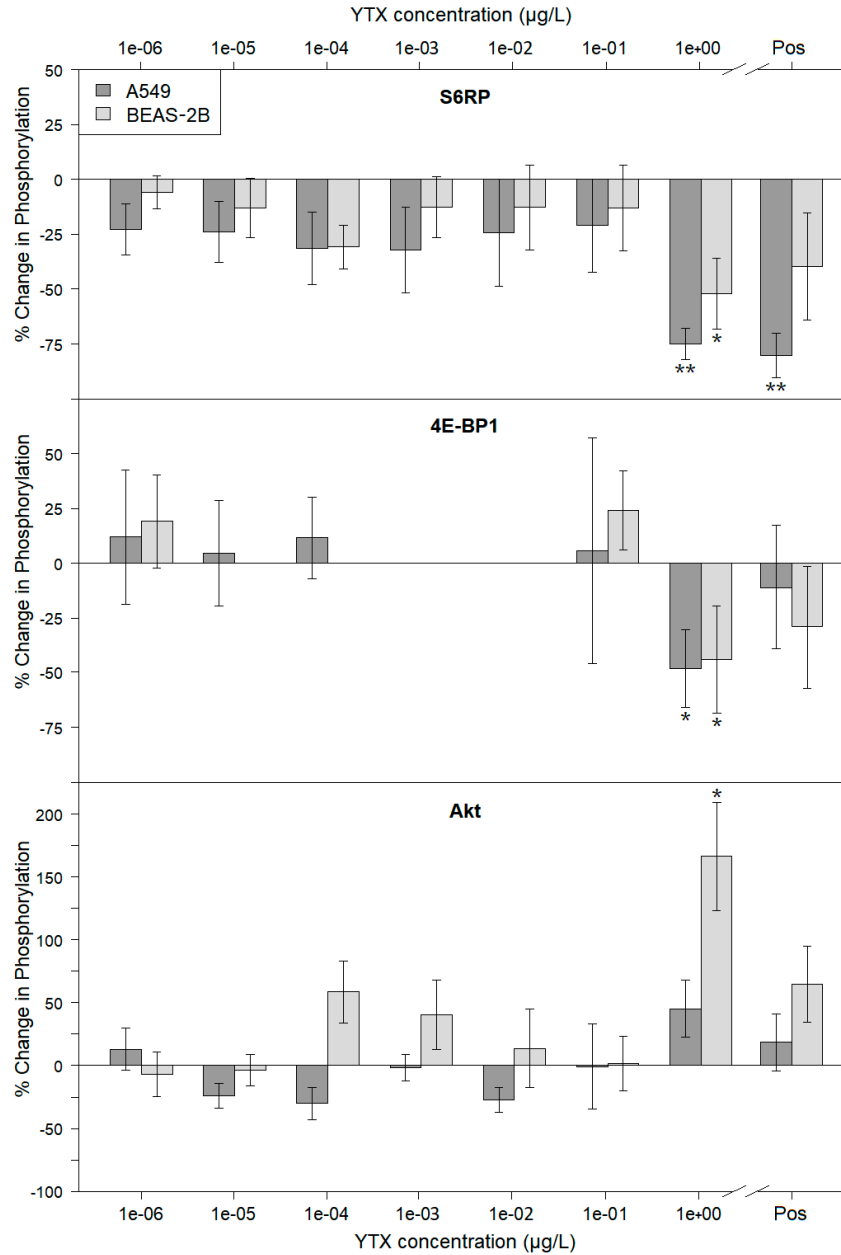 YTX concentration (µg/L)
1e-06 1e-05 1e-04 1e-03 1e-02 1e-01 1e+00 Pos
% Change in Phosphorylation
50
25
0
-25
-50
-75
A549
BEAS-2B
S6RP
** * **
% Change in Phosphorylation
50
25
0
-25
-50
-75
4E-BP1
* *
% Change in Phosphorylation
200
150
100
50
0
-50
-100
Akt
*
1e-06 1e-05 1e-04 1e-03 1e-02 1e-01 1e+00 Pos
YTX concentration (µg/L)